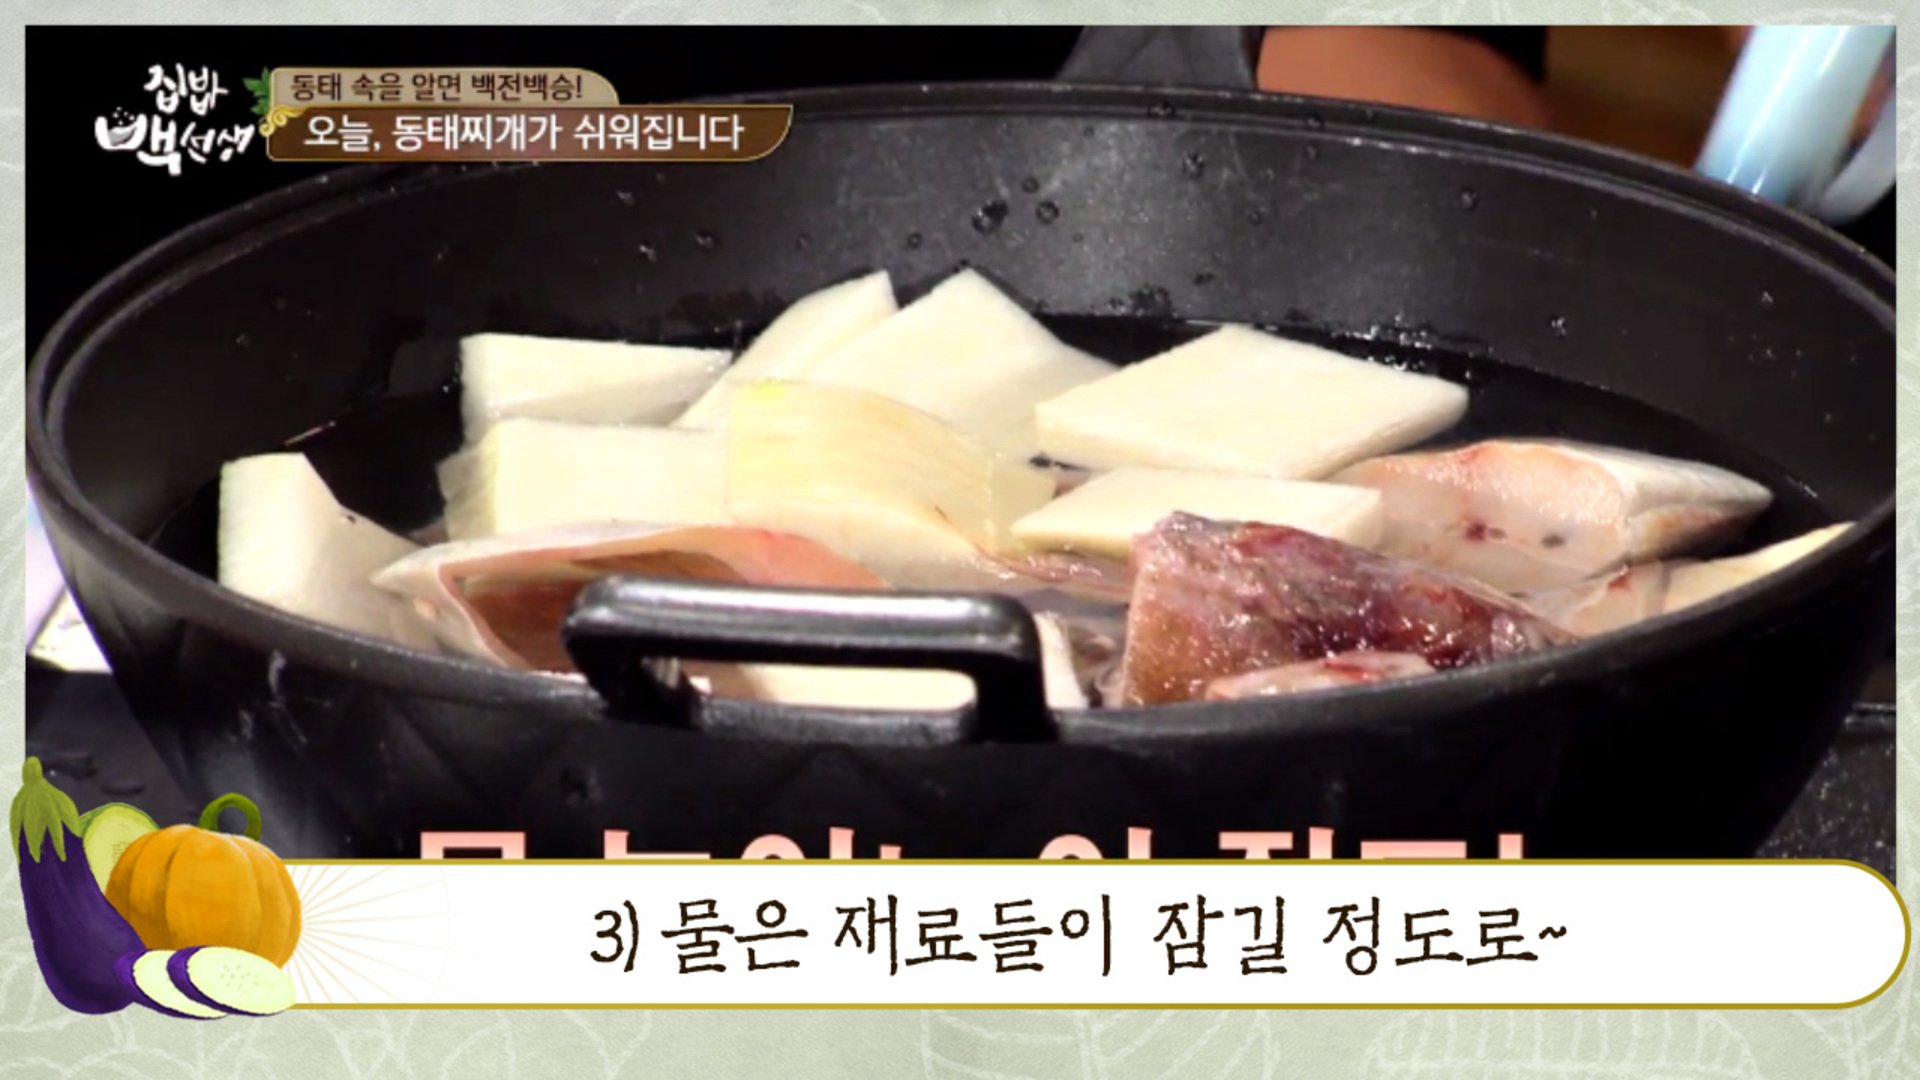 집밥
백선생
동태 속을 알면 백전백승!
오늘, 동태찌개가 쉬워집니다
3) 물은 재료들이 잠길 정도로~